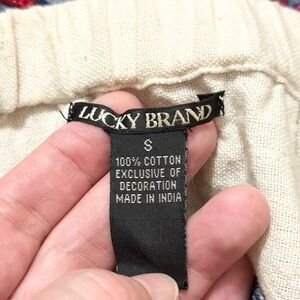 LUCKY BRAND
S
100% COTTON
EXCLUSIVE OF
DECORATION
MADE IN INDIA